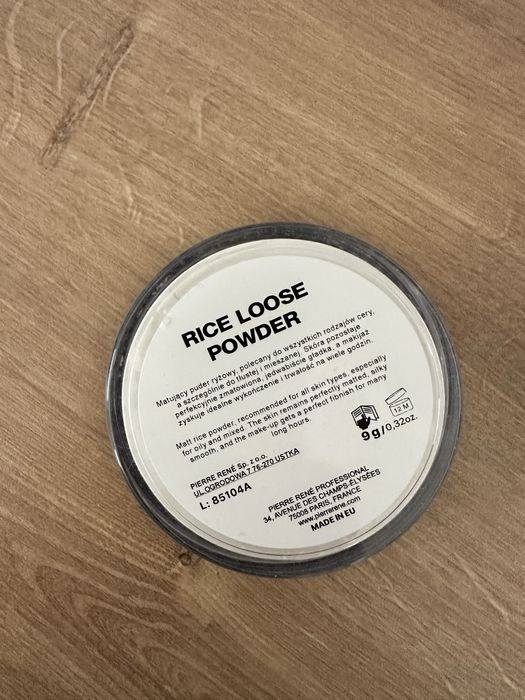 RICE LOOSE
POWDER
Matujący puder ryżowy, polecany do wszystkich rodzajów cery,
a szczególnie do tłustej i mieszanej. Skóra pozostaje
perfekcyjnie zmatowiona, jedwabiście gładka, a makijaż
zyskuje idealne wykończenie i trwałość na wiele godzin.
Matt rice powder, recommended for all skin types, especially
for oily and mixed. The skin remains perfectly matted, silky
smooth, and the make-up gets a perfect fibnish for many
long hours.
12 M
9g/0,32oz.
PIERRE RENÉ Sp. z o.o.
UL.OGRODOWA 7 76-270 USTKA
L: 85104A
PIERRE RENÉ PROFESSIONAL
34, AVENUE DES CHAMPS-ÉLYSÉES
75008 PARIS, FRANCE
www.pierrerene.com
MADE IN EU